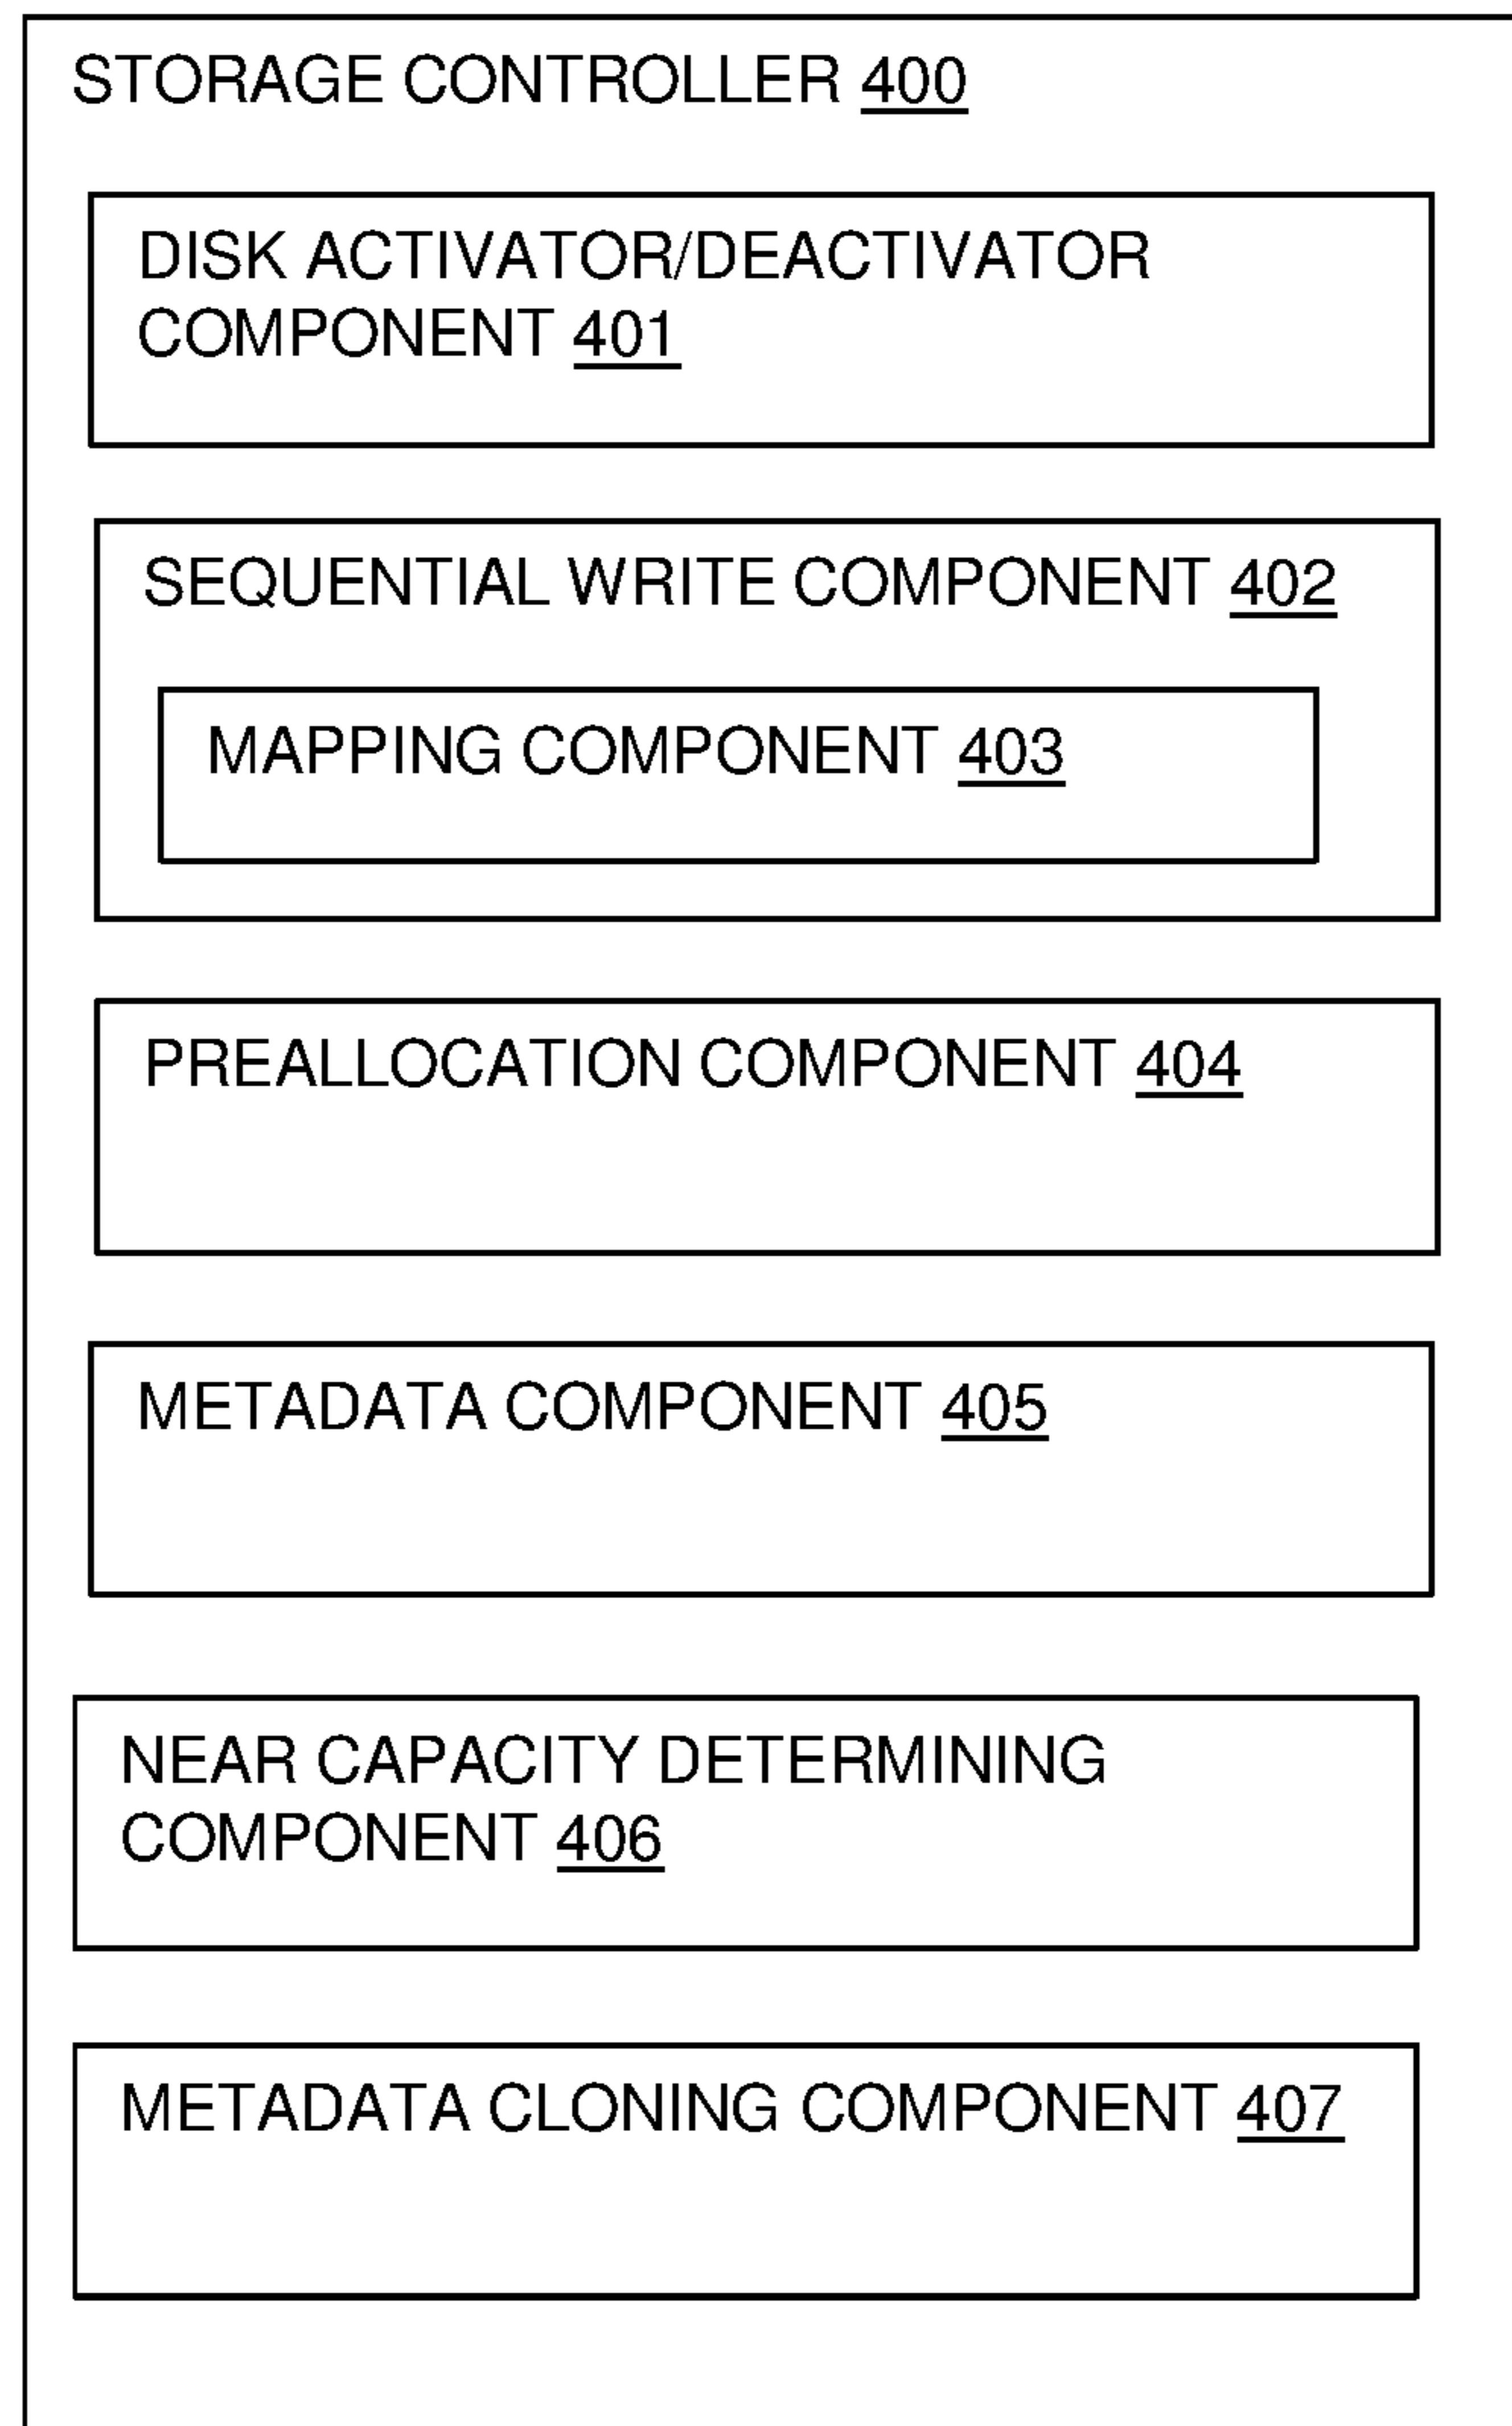 STORAGE CONTROLLER 400
DISK ACTIVATOR/DEACTIVATOR
COMPONENT 401
SEQUENTIAL WRITE COMPONENT 402
MAPPING COMPONENT 403
PREALLOCATION COMPONENT 404
METADATA COMPONENT 405
NEAR CAPACITY DETERMINING
COMPONENT 406
METADATA CLONING COMPONENT 407